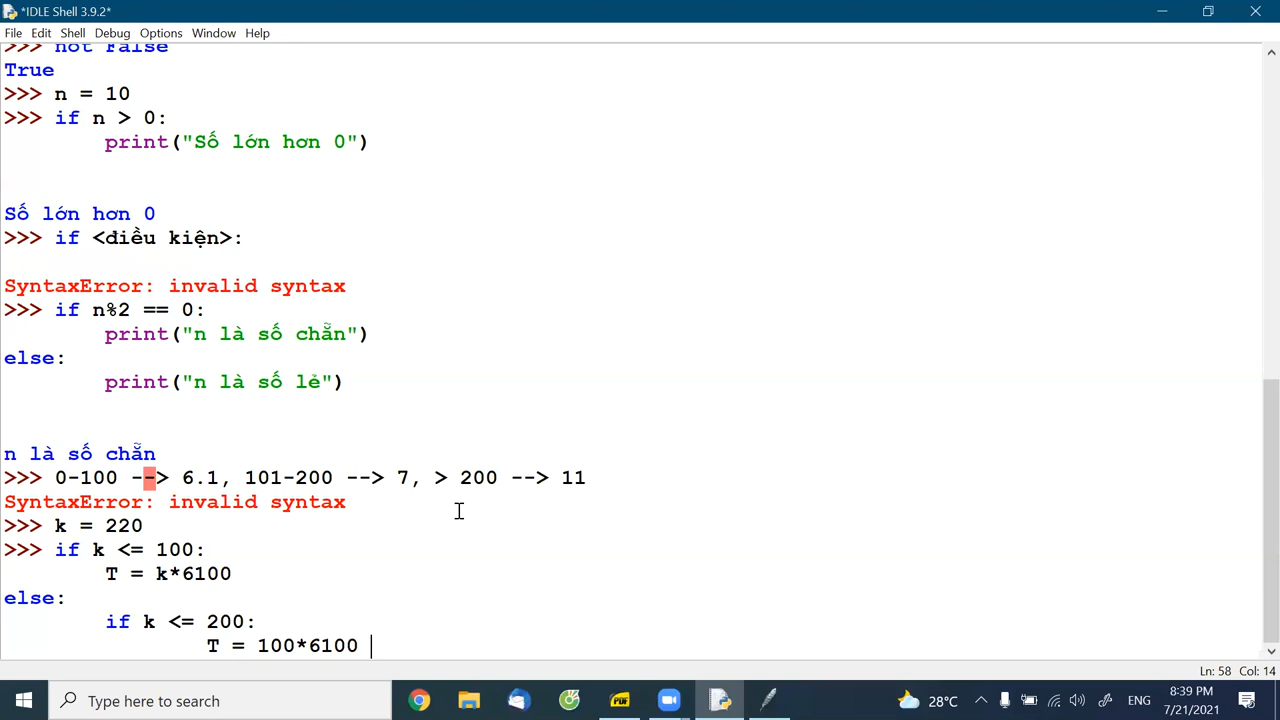 *IDLE Shell 3.9.2*
File Edit Shell Debug Options Window Help
>>> not False
True
>>> n = 10
>>> if n > 0:
print("Số lớn hơn 0")
Số lớn hơn 0
>>> if <điều kiện>:
SyntaxError: invalid syntax
>>> if n%2 == 0:
print("n là số chẵn")
else:
print("n là số lẻ")
n là số chẵn
>>> 0-100 --> 6.1, 101-200 --> 7, > 200 --> 11
SyntaxError: invalid syntax
>>> k = 220
>>> if k <= 100:
T = k*6100
else:
if k <= 200:
T = 100*6100
Ln: 58 Col: 14
Type here to search
PDF
28°C
ENG
8:39 PM
7/21/2021